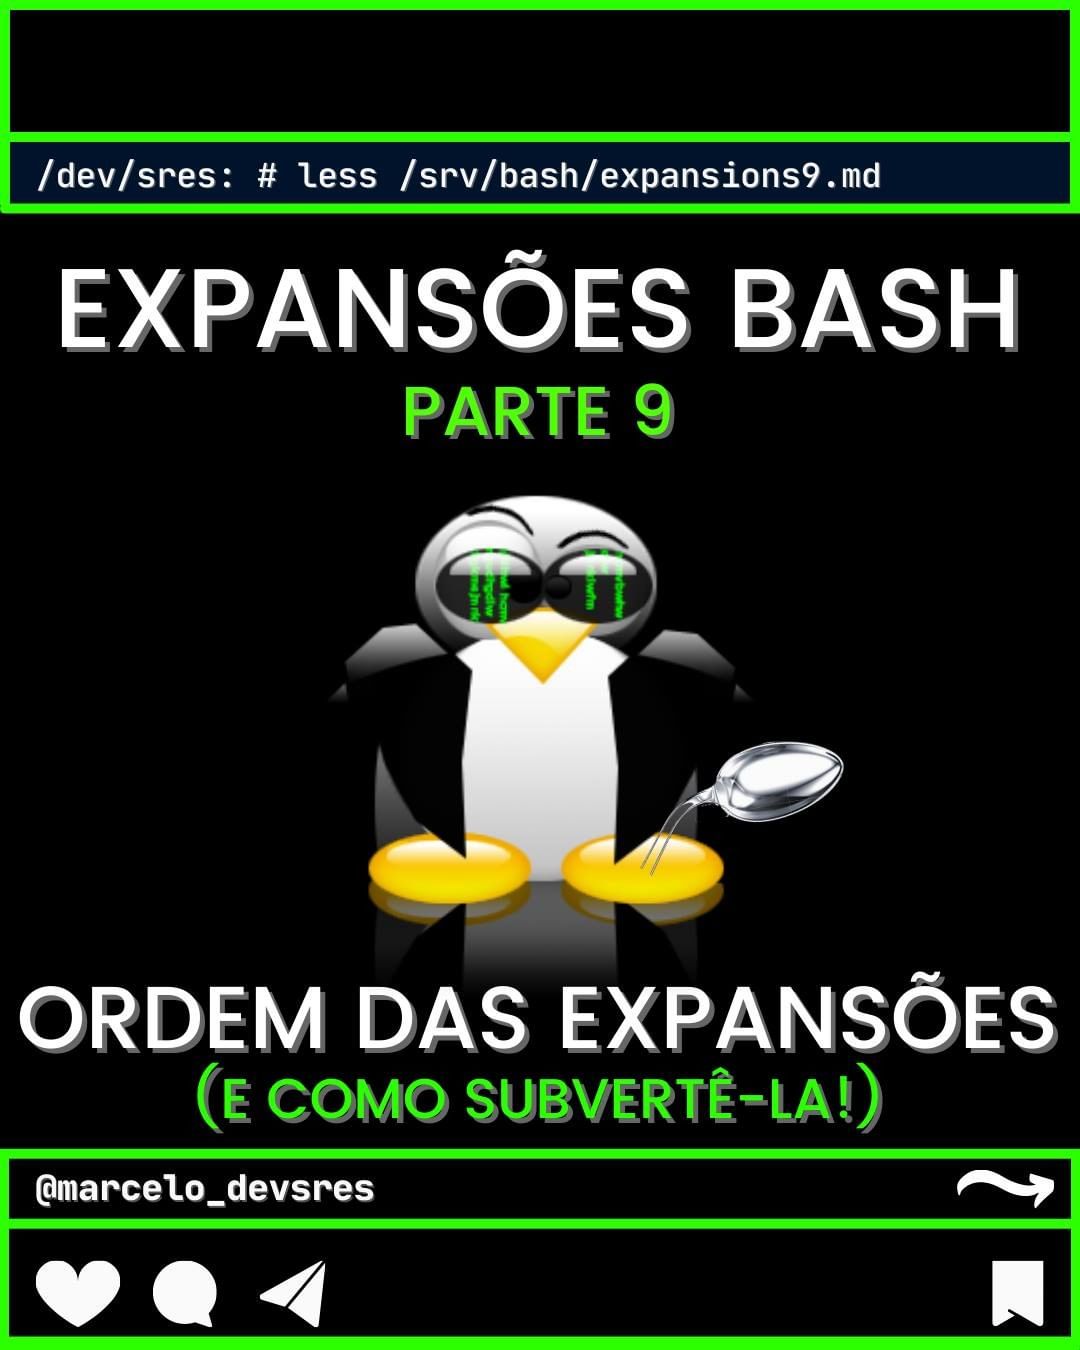 /dev/sres: # less /srv/bash/expansions9.md
EXPANSÕES BASH
PARTE 9
ORDEM DAS EXPANSÕES
(E COMO SUBVERTÊ-LA!)
@marcelo_devsres